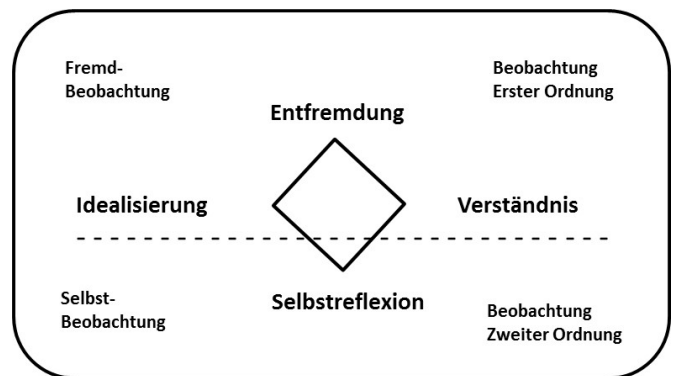 Fremd-
Beobachtung
Beobachtung
Erster Ordnung
Entfremdung
Idealisierung
Verständnis
Selbst-
Beobachtung
Selbstreflexion
Beobachtung
Zweiter Ordnung